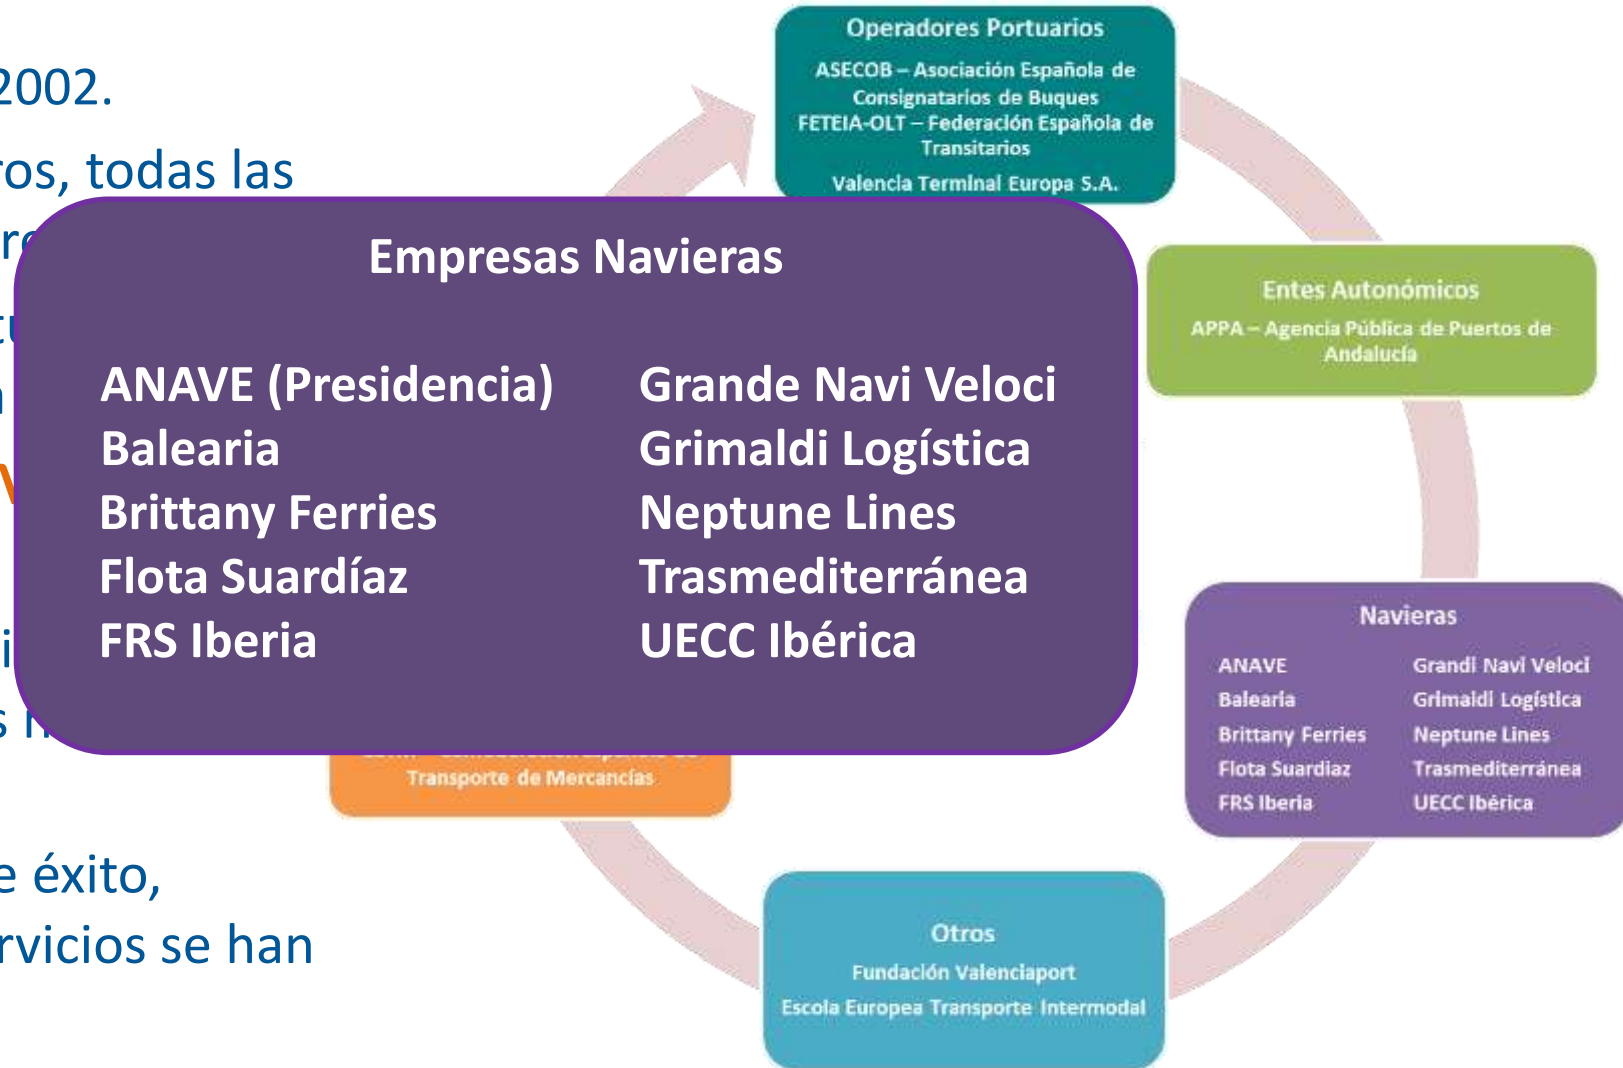 2002.
ros, todas las
Operadores Portuarios
ASECOB – Asociación Española de
Consignatarios de Buques
FETEIA-OLT – Federación Española de
Transitarios
Valencia Terminal Europa S.A.
Entes Autonómicos
APPA – Agencia Pública de Puertos de
Andalucía
Empresas Navieras
ANAVE (Presidencia)
Balearia
Brittany Ferries
Flota Suardíaz
FRS Iberia
Grande Navi Veloci
Grimaldi Logística
Neptune Lines
Trasmediterránea
UECC Ibérica
Navieras
ANAVE
Balearia
Brittany Ferries
Flota Suardiaz
FRS Iberia
Grandi Navi Veloci
Grimaldi Logística
Neptune Lines
Trasmediterránea
UECC Ibérica
Transporte de Mercancías
e éxito,
rvicios se han
Otros
Fundación Valenciaport
Escola Europea Transporte Intermodal